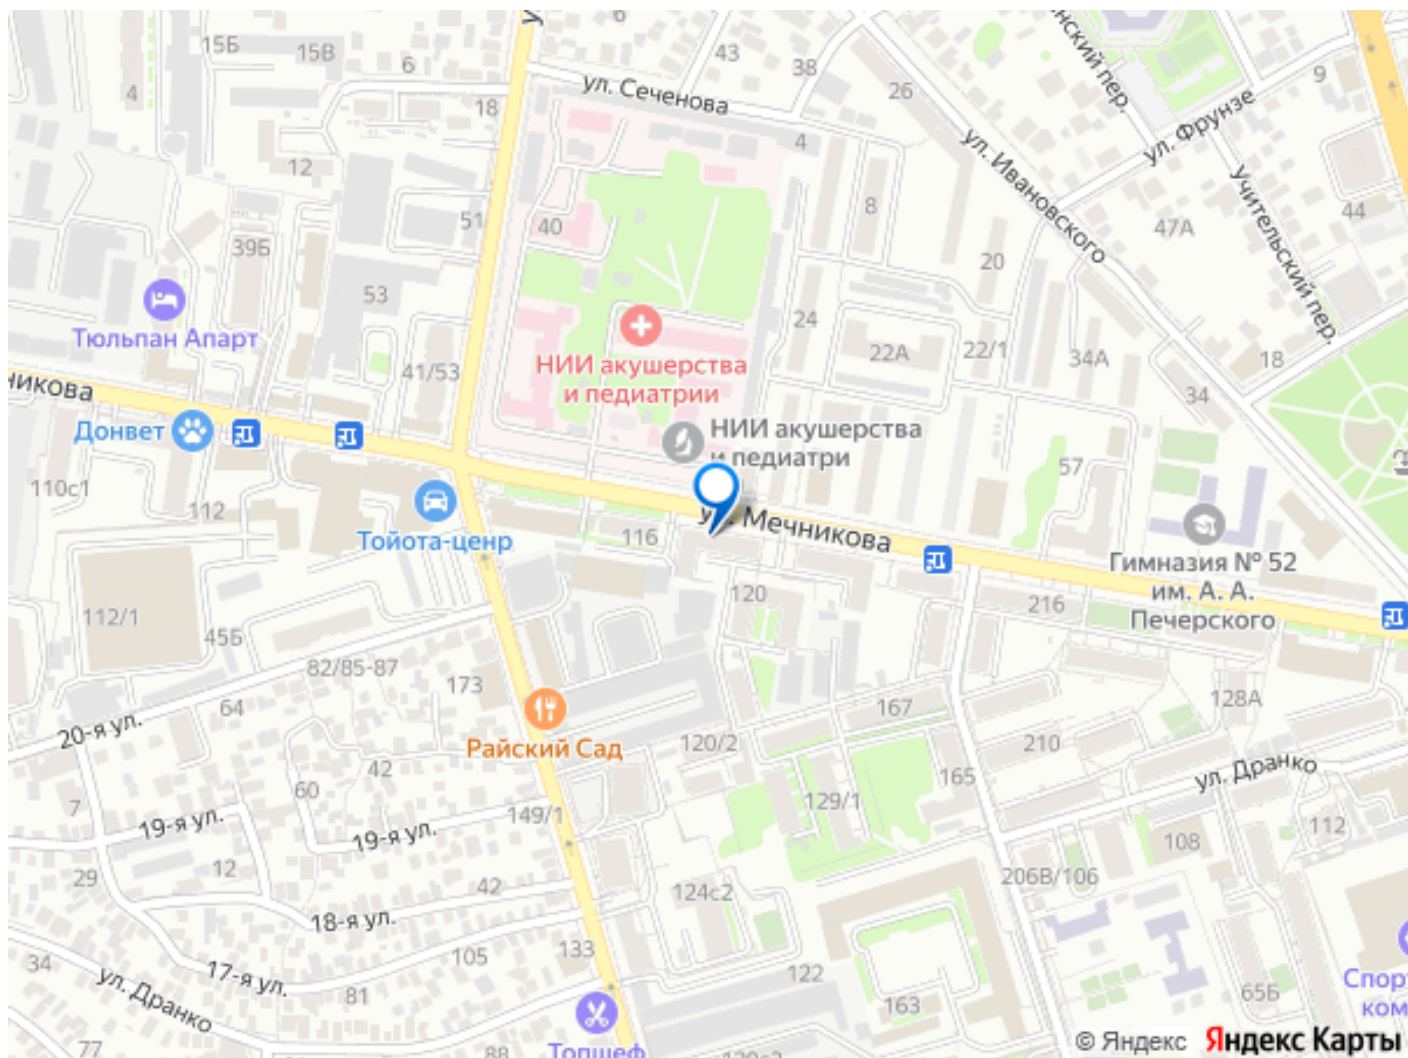 15Б
15В
6
4
18
12
6
43
38
ул. Сеченова
26
4
9
ул. Фрунзе
ул. Ивановского
Учительский пер.
44
47А
8
20
51
40
39Б
53
Тюльпан Апарт
НИИ акушерства
и педиатрии
24
22А
22/1
34А
18
34
41/53
Донвет
НИИ акушерства
и педиатри
57
110с1
112
Тойота-ценр
116
ул. Мечникова
Гимназия № 52
им. А. А.
Печерского
120
216
112/1
45Б
82/85-87
173
64
20-я ул.
Райский Сад
167
128А
120/2
210
165
ул. Дранко
42
60
7
19-я ул.
19-я ул.
149/1
129/1
108
112
29
12
42
18-я ул.
124с2
206В/106
34
ул. Дранко
17-я ул.
105
133
81
122
163
65Б
77
88
Топшеф
© Яндекс
Яндекс Карты